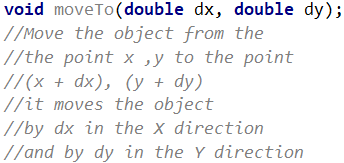 void moveTo(double dx, double dy);
//Move the object from the
//the point x ,y to the point
//(x + dx), (y + dy)
//it moves the object
//by dx in the X direction
//and by dy in the Y direction